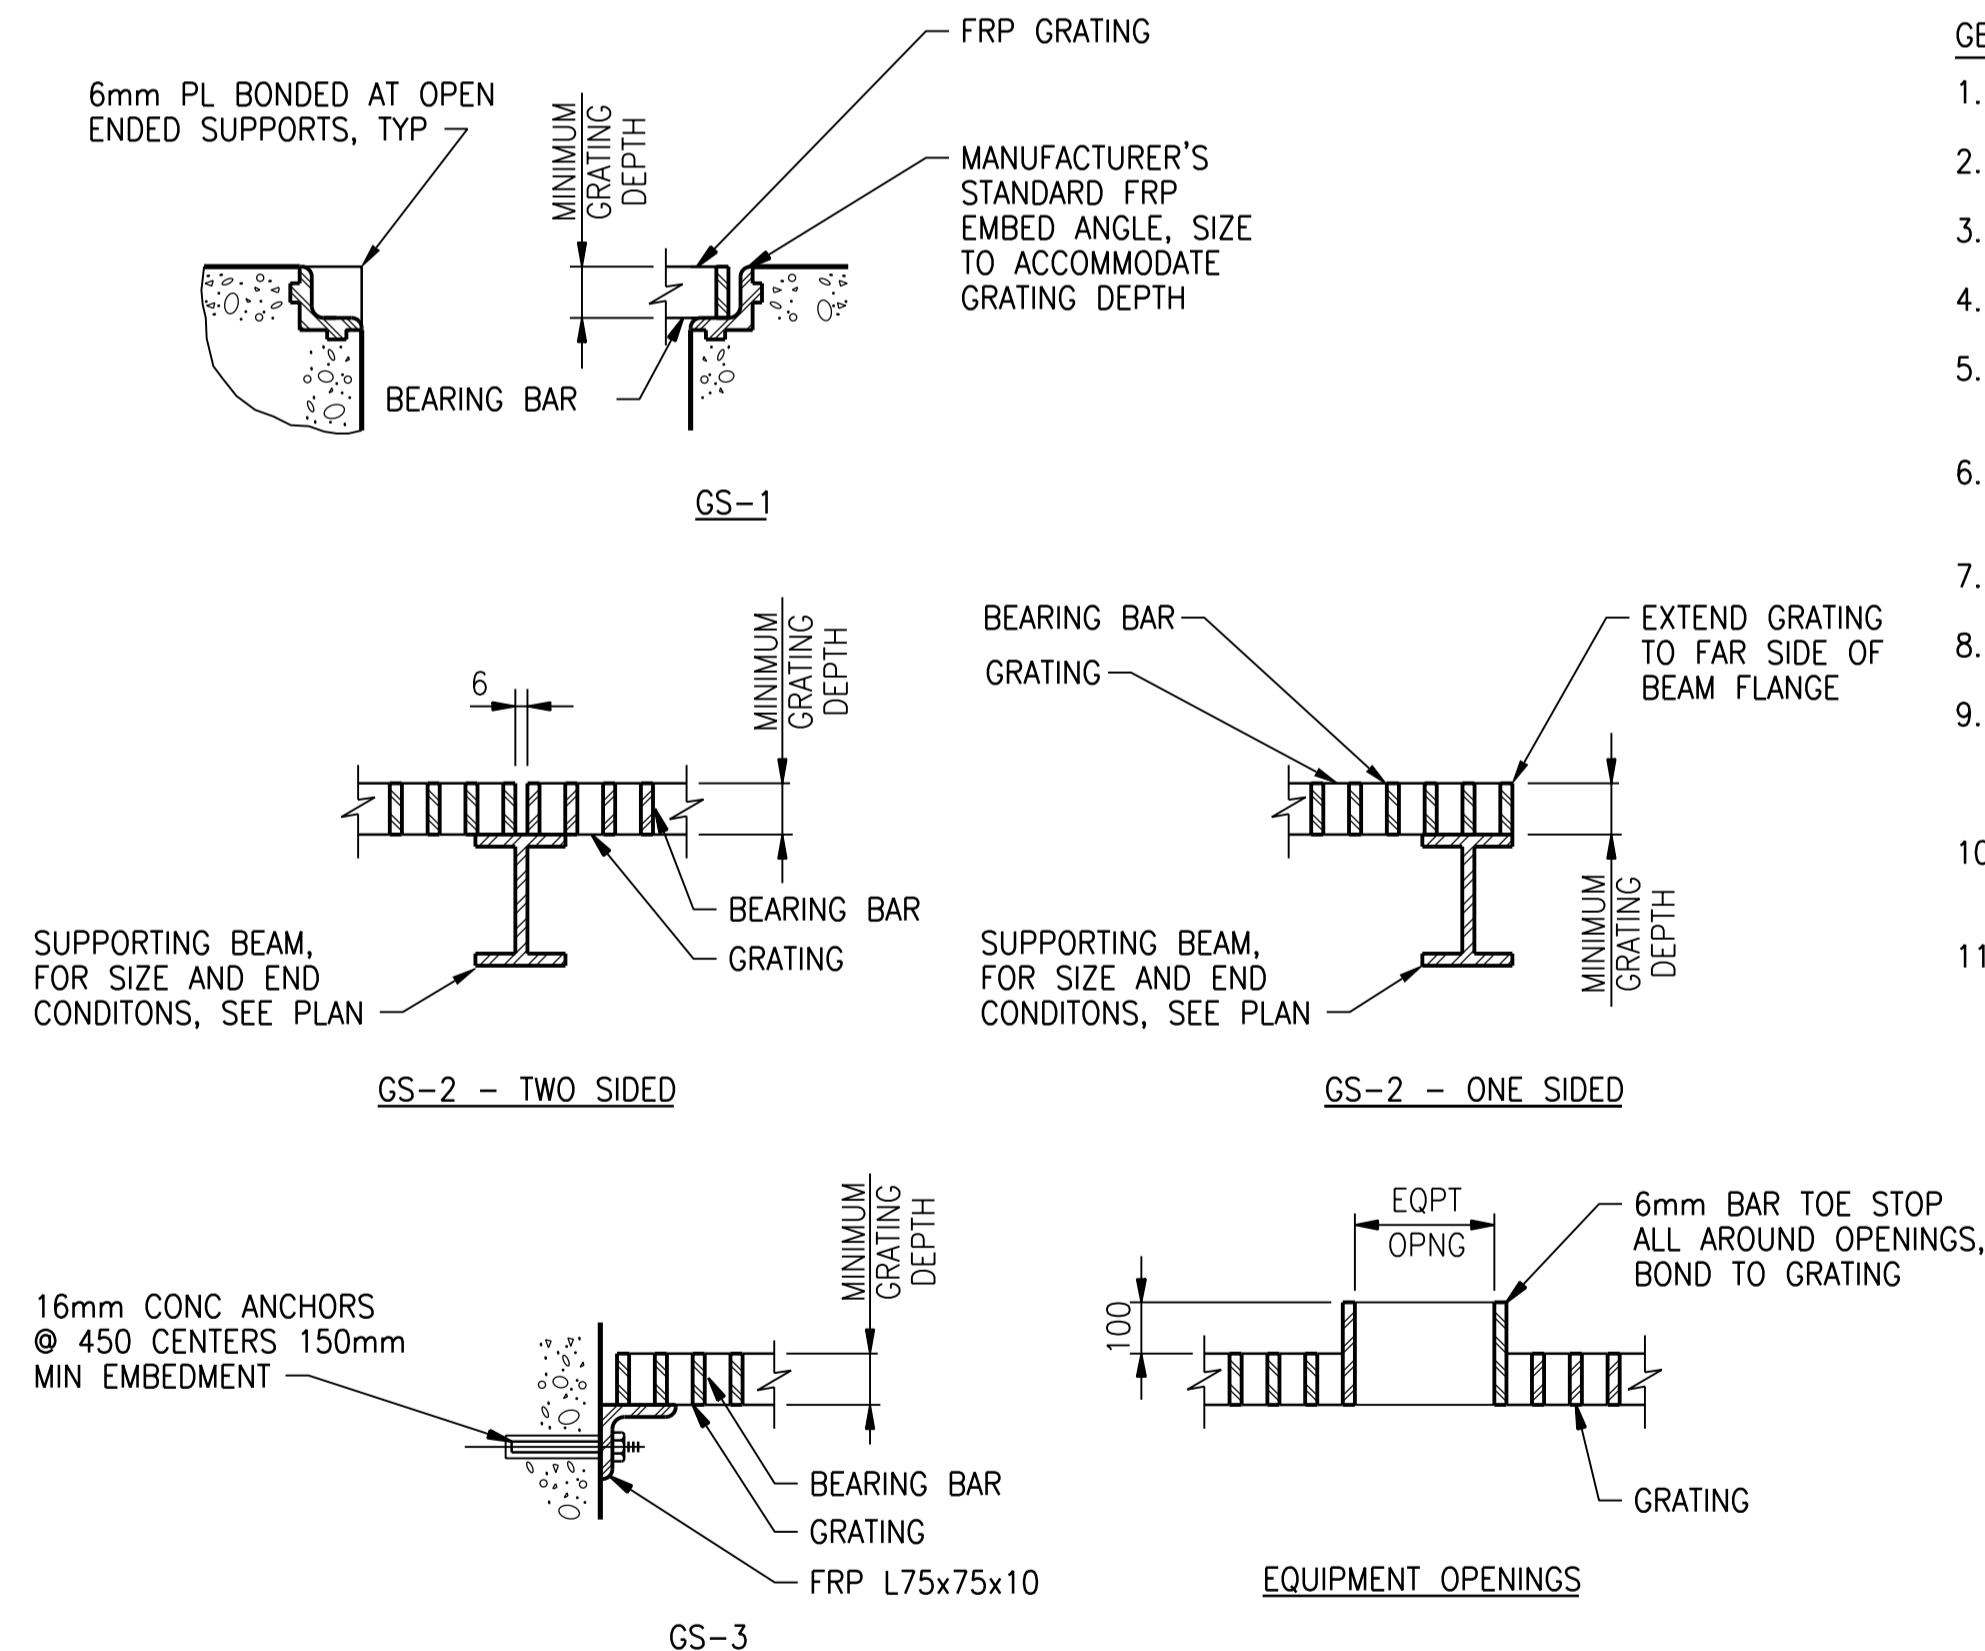 FRP GRATING
6mm PL BONDED AT OPEN
ENDED SUPPORTS, TYP
MINIMUM
GRATING
DEPTH
MANUFACTURER'S
STANDARD FRP
EMBED ANGLE, SIZE
TO ACCOMMODATE
GRATING DEPTH
BEARING BAR
GS-1
6
MINIMUM
GRATING
DEPTH
BEARING BAR
GRATING
SUPPORTING BEAM,
FOR SIZE AND END
CONDITONS, SEE PLAN
GS-2 - TWO SIDED
BEARING BAR
GRATING
EXTEND GRATING
TO FAR SIDE OF
BEAM FLANGE
MINIMUM
GRATING
DEPTH
SUPPORTING BEAM,
FOR SIZE AND END
CONDITONS, SEE PLAN
GS-2 - ONE SIDED
16mm CONC ANCHORS
@ 450 CENTERS 150mm
MIN EMBEDMENT
MINIMUM
GRATING
DEPTH
BEARING BAR
GRATING
FRP L75x75x10
GS-3
EQPT
OPNG
100
6mm BAR TOE STOP
ALL AROUND OPENINGS,
BOND TO GRATING
GRATING
EQUIPMENT OPENINGS
1.
2.
3.
4.
5.
6.
7.
8.
9.
10
11